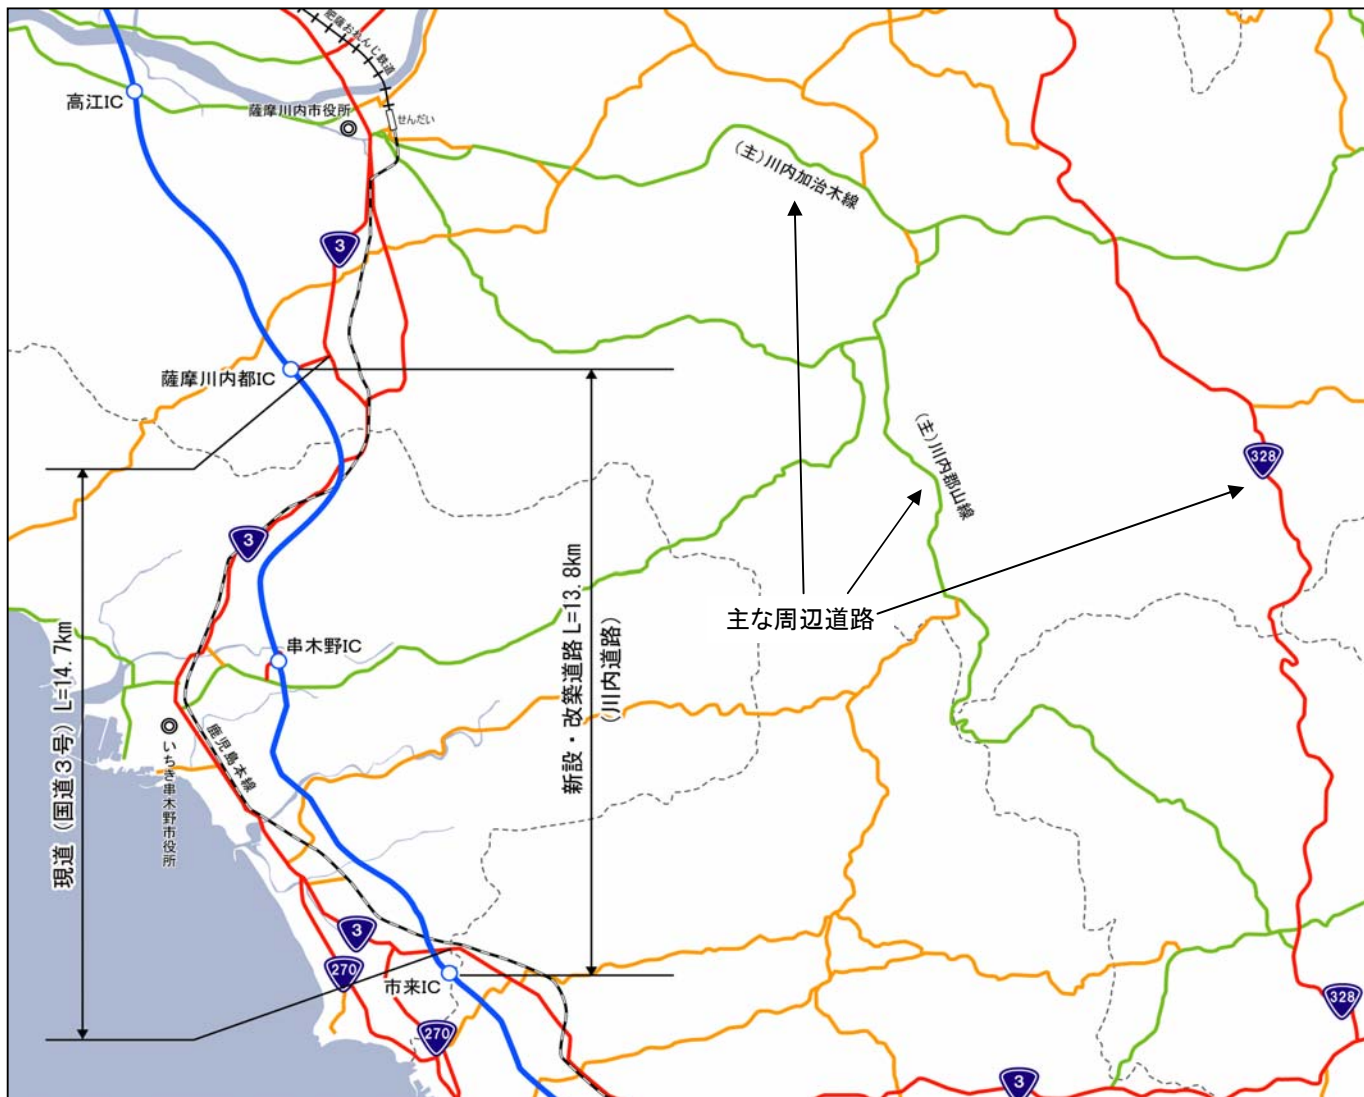 肥薩おれんじ鉄道
高江IC
薩摩川内市役所
せんだい
(主)川内加治木線
3
薩摩川内都IC
(主)川内郡山線
328
3
現道（国道３号）L=14.7km
新設・改築道路 L=13.8km
（川内道路）
主な周辺道路
串木野IC
鹿児島本線
いちき串木野市役所
3
270
市来IC
328
270
3